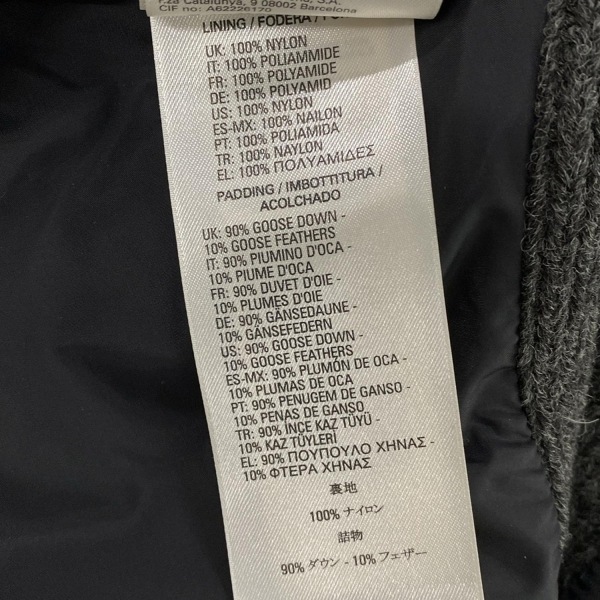 Pza Catalunya, 9 08002 Barcelona
CIF no: A62226179
LINING / FODERA /
UK: 100% NYLON
IT: 100% POLIAMMIDE
FR: 100% POLYAMIDE
DE: 100% POLYAMID
US: 100% NYLON
ES-MX: 100% NAILON
PT: 100% POLIAMIDA
TR: 100% NAYLON
EL: 100% ΠΟΛΥΑΜΙΔΕΣ
PADDING / IMBOTTITURA /
ACOLCHADO
UK: 90% GOOSE DOWN -
10% GOOSE FEATHERS
IT: 90% PIUMINO D'OCA -
10% PIUME D'OCA
FR: 90% DUVET D'OIE -
10% PLUMES D'OIE
DE: 90% GÄNSEDAUNE -
10% GÄNSEFEDERN
US: 90% GOOSE DOWN -
10% GOOSE FEATHERS
ES-MX: 90% PLUMÓN DE OCA -
10% PLUMAS DE OCA
PT: 90% PENUGEM DE GANSO -
10% PENAS DE GANSO
TR: 90% İNCE KAZ TÜYÜ -
10% KAZ TÜYLERİ
EL: 90% ΠΟΥΠΟΥΛΟ ΧΗΝΑΣ -
10% ΦΤΕΡΑ ΧΗΝΑΣ
裏地
100% ナイロン
詰物
90% ダウン - 10% フェザー